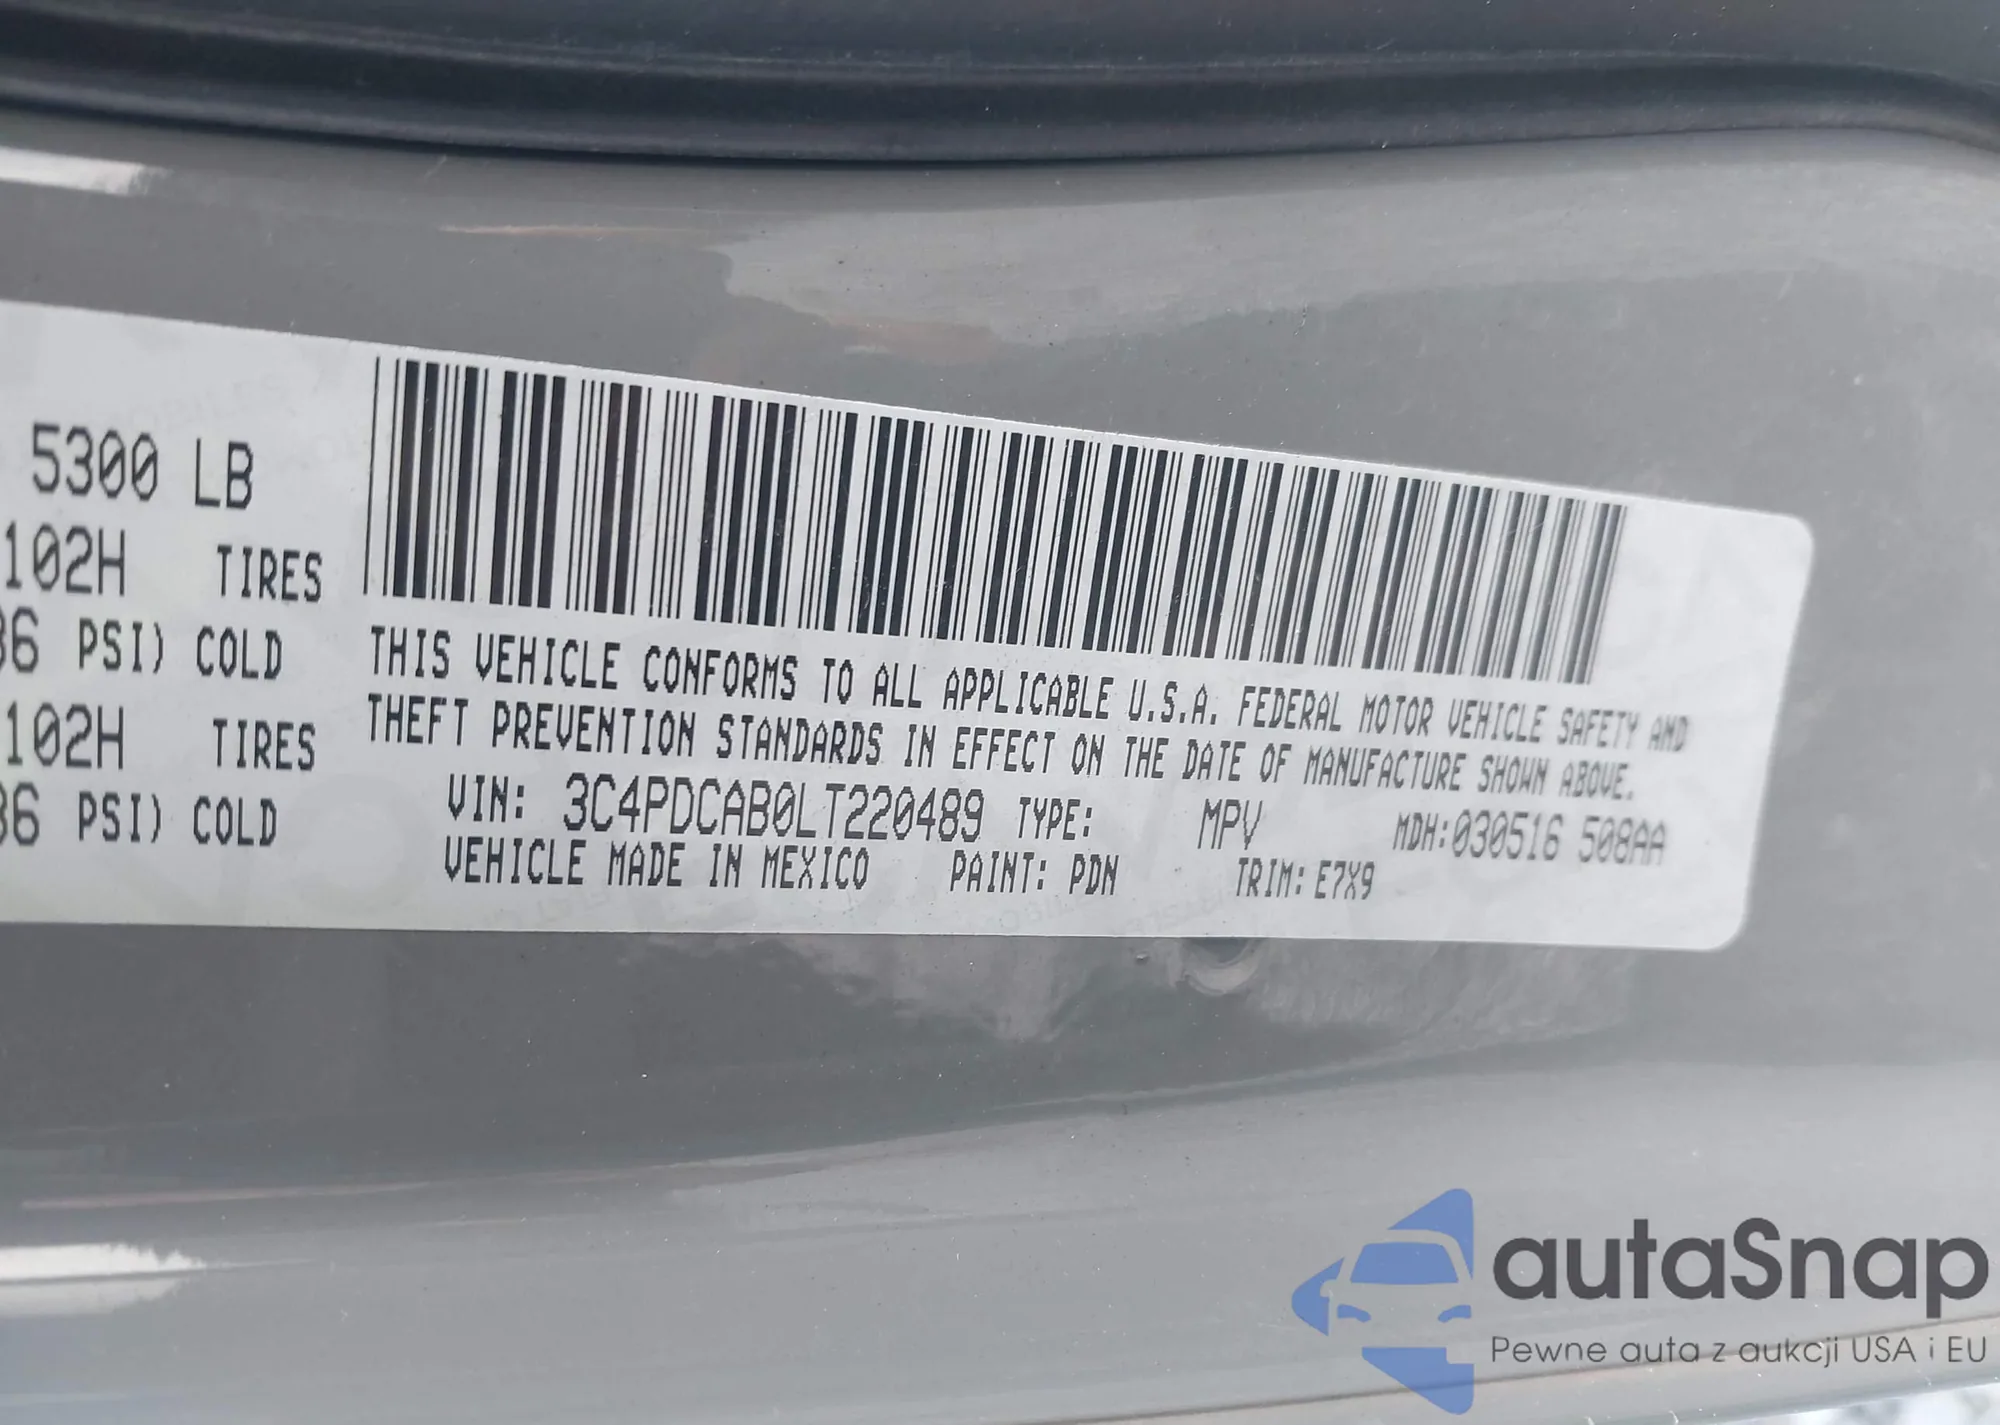 5300 LB
102H TIRES
36 PSI) COLD
102H TIRES
36 PSI) COLD
THIS VEHICLE CONFORMS TO ALL APPLICABLE U.S.A. FEDERAL MOTOR VEHICLE SAFETY AND
THEFT PREVENTION STANDARDS IN EFFECT ON THE DATE OF MANUFACTURE SHOWN ABOVE.
VIN: 3C4PDCAB0LT220489 TYPE: MPV MDH:030516 508AA
VEHICLE MADE IN MEXICO PAINT: PDN TRIM: E7X9
autaSnap
Pewne auta z aukcji USA i EU